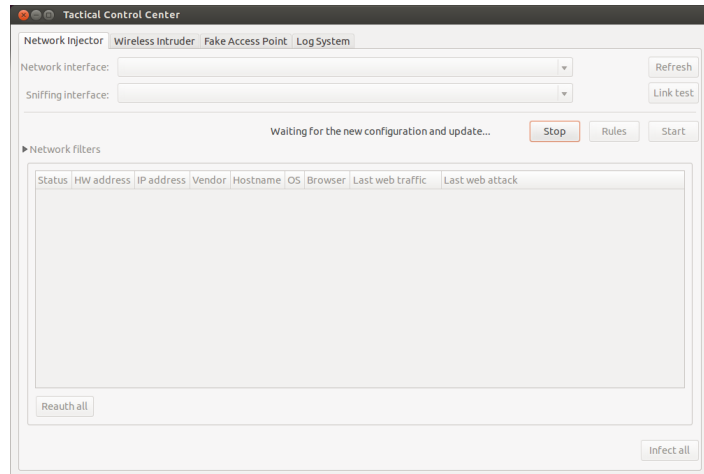 Tactical Control Center
Network Injector Wireless Intruder Fake Access Point Log System
Network interface: Refresh
Sniffing interface: Link test
Waiting for the new configuration and update... Stop Rules Start
Network filters
Status HW address IP address Vendor Hostname OS Browser Last web traffic Last web attack
Reauth all
Infect all